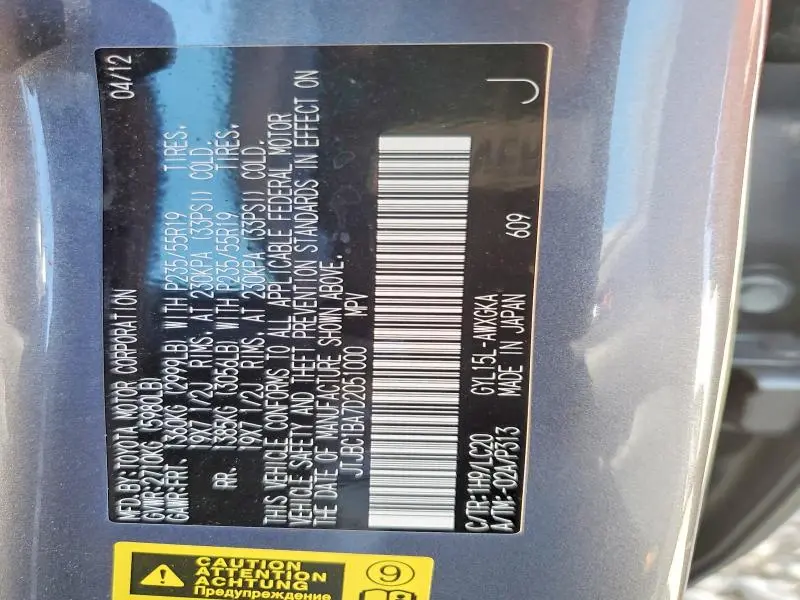 MFD.BY:TOYOTA MOTOR CORPORATION 04/12
GVWR:2710KG (5980LB)
GAWR:FRT. 1360KG (2999LB) WITH P235/55R19 TIRES,
19X7 1/2J RIMS, AT 230KPA (33PSI) COLD.
RR. 1385KG (3056LB) WITH P235/55R19 TIRES,
19X7 1/2J RIMS, AT 230KPA (33PSI) COLD.
THIS VEHICLE CONFORMS TO ALL APPLICABLE FEDERAL MOTOR
VEHICLE SAFETY AND THEFT PREVENTION STANDARDS IN EFFECT ON
THE DATE OF MANUFACTURE SHOWN ABOVE.
JTJBC1BA7D2051000 MPV
C/TR:1H9/LC20 GYL15L-AWXGKA 609 J
A/TM:-02A/P313 MADE IN JAPAN
CAUTION
ATTENTION
ACHTUNG
Предупреждение
9